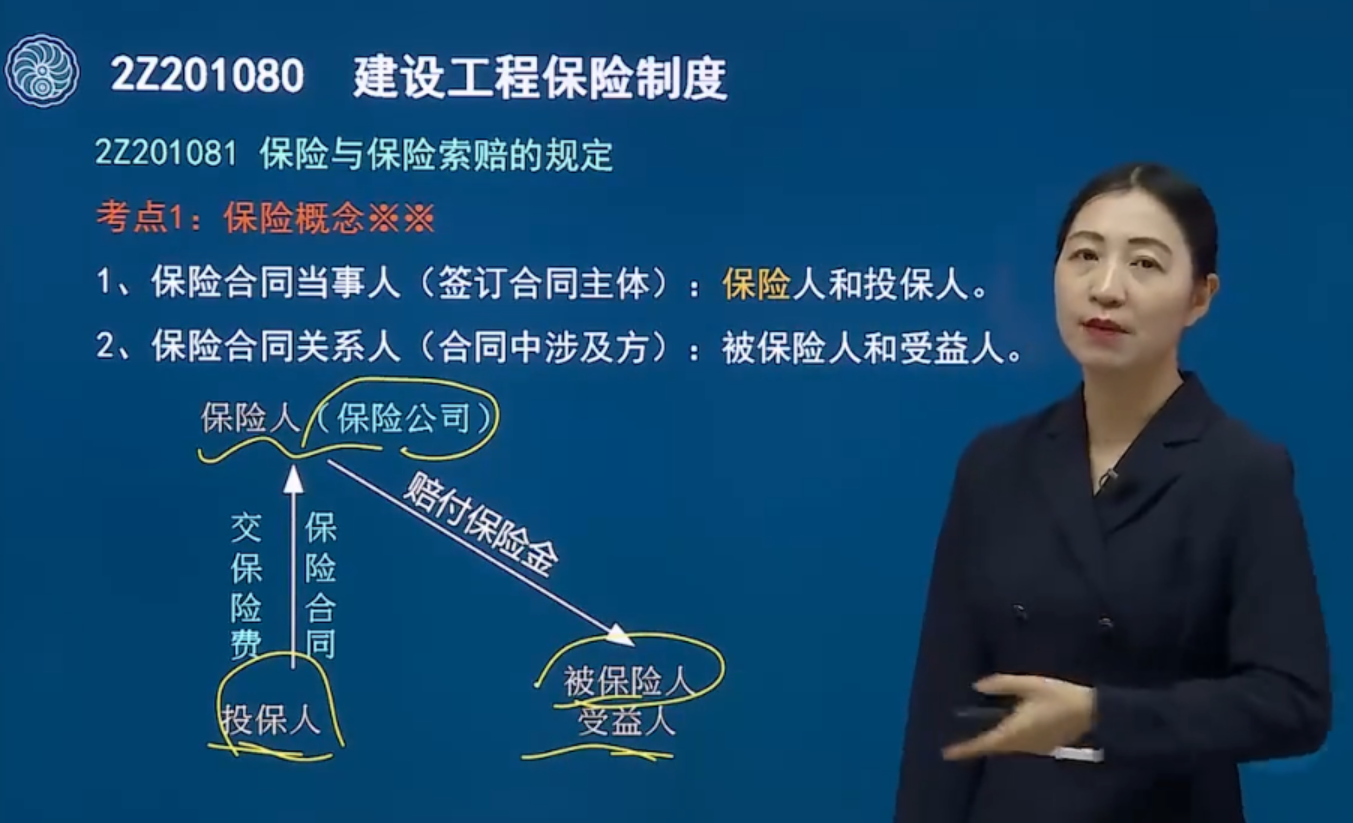 2Z201080 建设工程保险制度
2Z201081 保险与保险索赔的规定
考点1：保险概念※※
1、保险合同当事人（签订合同主体）：保险人和投保人。
2、保险合同关系人（合同中涉及方）：被保险人和受益人。
保险人（保险公司）
交保险费
保险合同
赔付保险金
投保人
被保险人
受益人